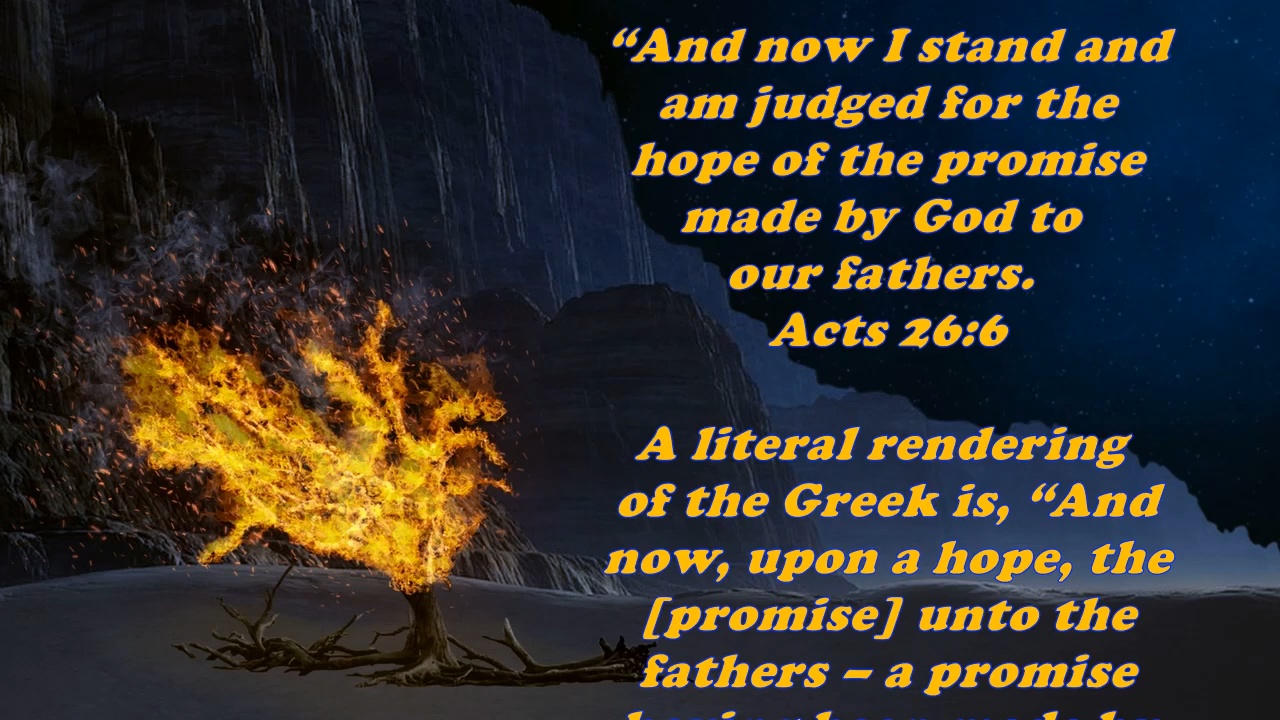 “And now I stand and
am judged for the
hope of the promise
made by God to
our fathers.
Acts 26:6
A literal rendering
of the Greek is, “And
now, upon a hope, the
[promise] unto the
fathers – a promise